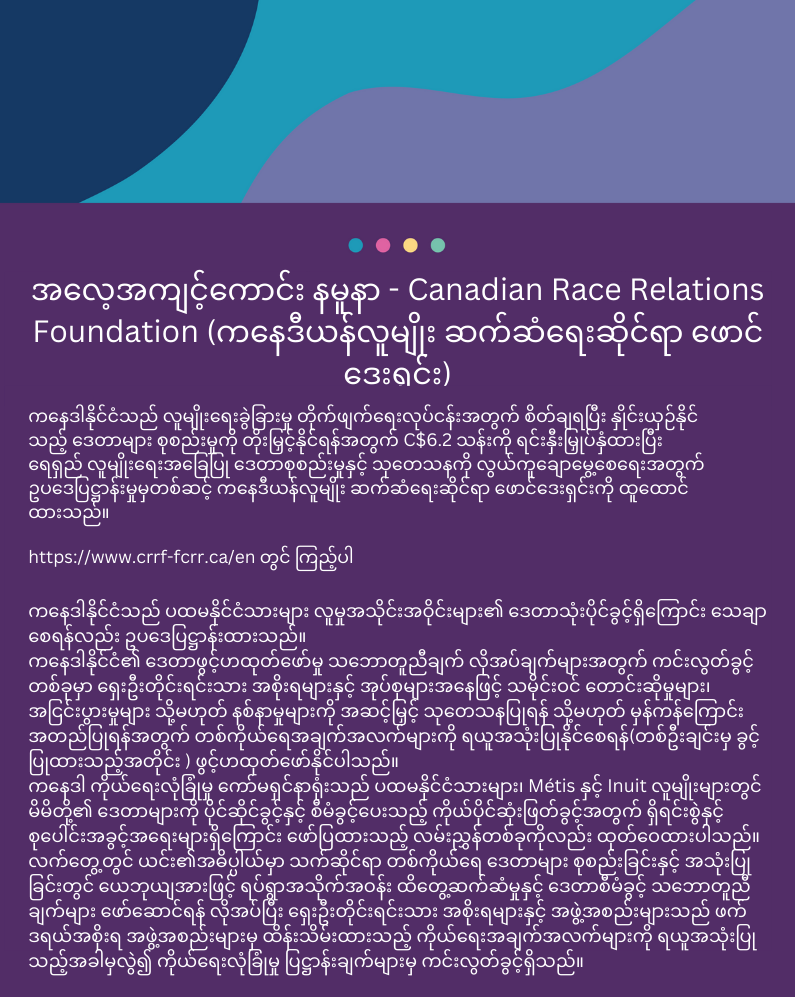 အလေ့အကျင့်ကောင်း နမူနာ - Canadian Race Relations
Foundation (ကနေဒီယန်လူမျိုး ဆက်ဆံရေးဆိုင်ရာ ဖောင်
ဒေးရှင်း)
ကနေဒါနိုင်ငံသည် လူမျိုးရေးခွဲခြားမှု တိုက်ဖျက်ရေးလုပ်ငန်းအတွက် စိတ်ချရပြီး နှိုင်းယှဉ်နိုင်
သည့် ဒေတာများ စုစည်းမှုကို တိုးမြှင့်နိုင်ရန်အတွက် C$6.2 သန်းကို ရင်းနှီးမြှုပ်နှံထားပြီး
ရေရှည် လူမျိုးရေးအခြေပြု ဒေတာစုစည်းမှုနှင့် သုတေသနကို လွယ်ကူချောမွေ့စေရေးအတွက်
ဥပဒေပြဋ္ဌာန်းမှုမှတစ်ဆင့် ကနေဒီယန်လူမျိုး ဆက်ဆံရေးဆိုင်ရာ ဖောင်ဒေးရှင်းကို ထူထောင်
ထားသည်။
https://www.crrf-fcrr.ca/en တွင် ကြည့်ပါ
ကနေဒါနိုင်ငံသည် ပထမနိုင်ငံသားများ လူမှုအသိုင်းအဝိုင်းများ၏ ဒေတာသုံးပိုင်ခွင့်ရှိကြောင်း သေချာ
စေရန်လည်း ဥပဒေပြဋ္ဌာန်းထားသည်။
ကနေဒါနိုင်ငံ၏ ဒေတာဖွင့်ဟထုတ်ဖော်မှု သဘောတူညီချက် လိုအပ်ချက်များအတွက် ကင်းလွတ်ခွင့်
တစ်ခုမှာ ရှေးဦးတိုင်းရင်းသား အစိုးရများနှင့် အုပ်စုများအနေဖြင့် သမိုင်းဝင် တောင်းဆိုမှုများ၊
အငြင်းပွားမှုများ သို့မဟုတ် နစ်နာမှုများကို အဆင့်မြှင့် သုတေသနပြုရန် သို့မဟုတ် မှန်ကန်ကြောင်း
အတည်ပြုရန်အတွက် တစ်ကိုယ်ရေအချက်အလက်များကို ရယူအသုံးပြုနိုင်စေရန်(တစ်ဦးချင်းမှ ခွင့်
ပြုထားသည့်အတိုင်း ) ဖွင့်ဟထုတ်ဖော်နိုင်ပါသည်။
ကနေဒါ ကိုယ်ရေးလုံခြုံမှု ကော်မရှင်နာရုံးသည် ပထမနိုင်ငံသားများ၊ Métis နှင့် Inuit လူမျိုးများတွင်
မိမိတို့၏ ဒေတာများကို ပိုင်ဆိုင်ခွင့်နှင့် စီမံခွင့်ပေးသည့် ကိုယ်ပိုင်ဆုံးဖြတ်ခွင့်အတွက် ရှိရင်းစွဲနှင့်
စုပေါင်းအခွင့်အရေးများရှိကြောင်း ဖော်ပြထားသည့် လမ်းညွှန်တစ်ခုကိုလည်း ထုတ်ဝေထားပါသည်။
လက်တွေ့တွင် ယင်း၏အဓိပ္ပါယ်မှာ သက်ဆိုင်ရာ တစ်ကိုယ်ရေ ဒေတာများ စုစည်းခြင်းနှင့် အသုံးပြု
ခြင်းတွင် ယေဘုယျအားဖြင့် ရပ်ရွာအသိုက်အဝန်း ထိတွေ့ဆက်ဆံမှုနှင့် ဒေတာစီမံခွင့် သဘောတူညီ
ချက်များ ဖော်ဆောင်ရန် လိုအပ်ပြီး ရှေးဦးတိုင်းရင်းသား အစိုးရများနှင့် အဖွဲ့အစည်းများသည် ဖက်
ဒရယ်အစိုးရ အဖွဲ့အစည်းများမှ ထိန်းသိမ်းထားသည့် ကိုယ်ရေးအချက်အလက်များကို ရယူအသုံးပြု
သည့်အခါမှလွဲ၍ ကိုယ်ရေးလုံခြုံမှု ပြဋ္ဌာန်းချက်များမှ ကင်းလွတ်ခွင့်ရှိသည်။